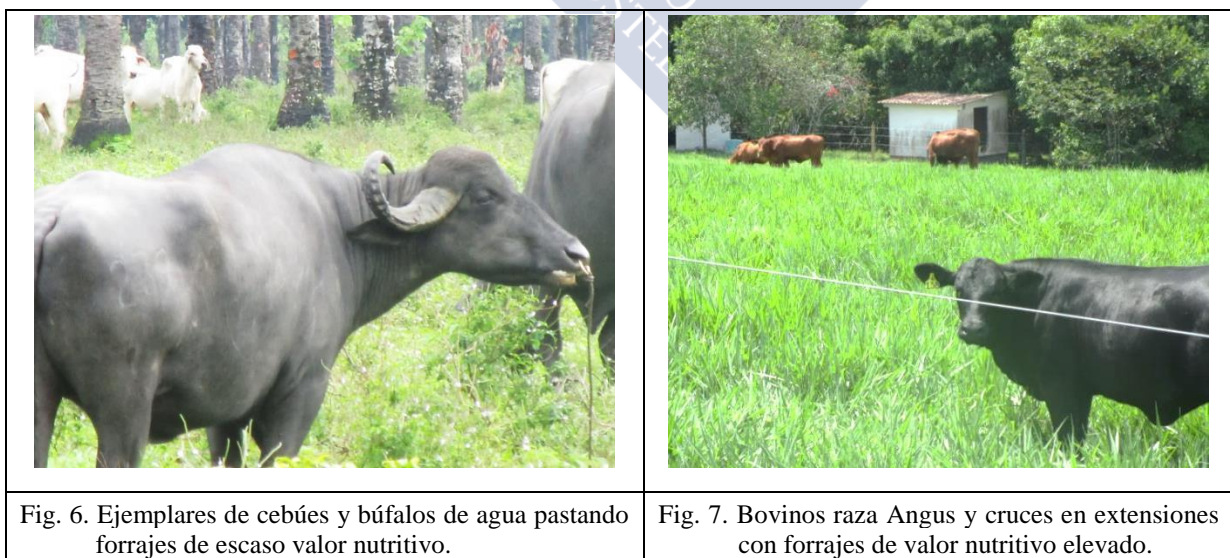 Fig. 6. Ejemplares de cebúes y búfalos de agua pastando
forrajes de escaso valor nutritivo.
Fig. 7. Bovinos raza Angus y cruces en extensiones
con forrajes de valor nutritivo elevado.